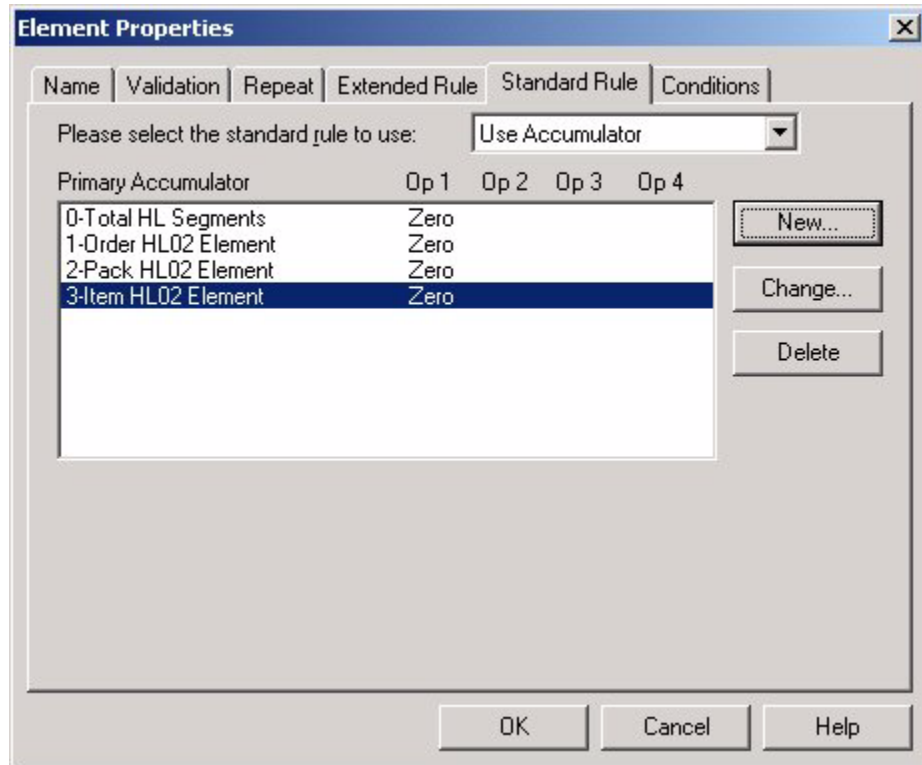 Element Properties
Name Validation Repeat Extended Rule Standard Rule Conditions
Please select the standard rule to use: Use Accumulator
Primary Accumulator Op 1 Op 2 Op 3 Op 4
0-Total HL Segments Zero
1-Order HL02 Element Zero
2-Pack HL02 Element Zero
3-Item HL02 Element Zero
New...
Change...
Delete
OK Cancel Help